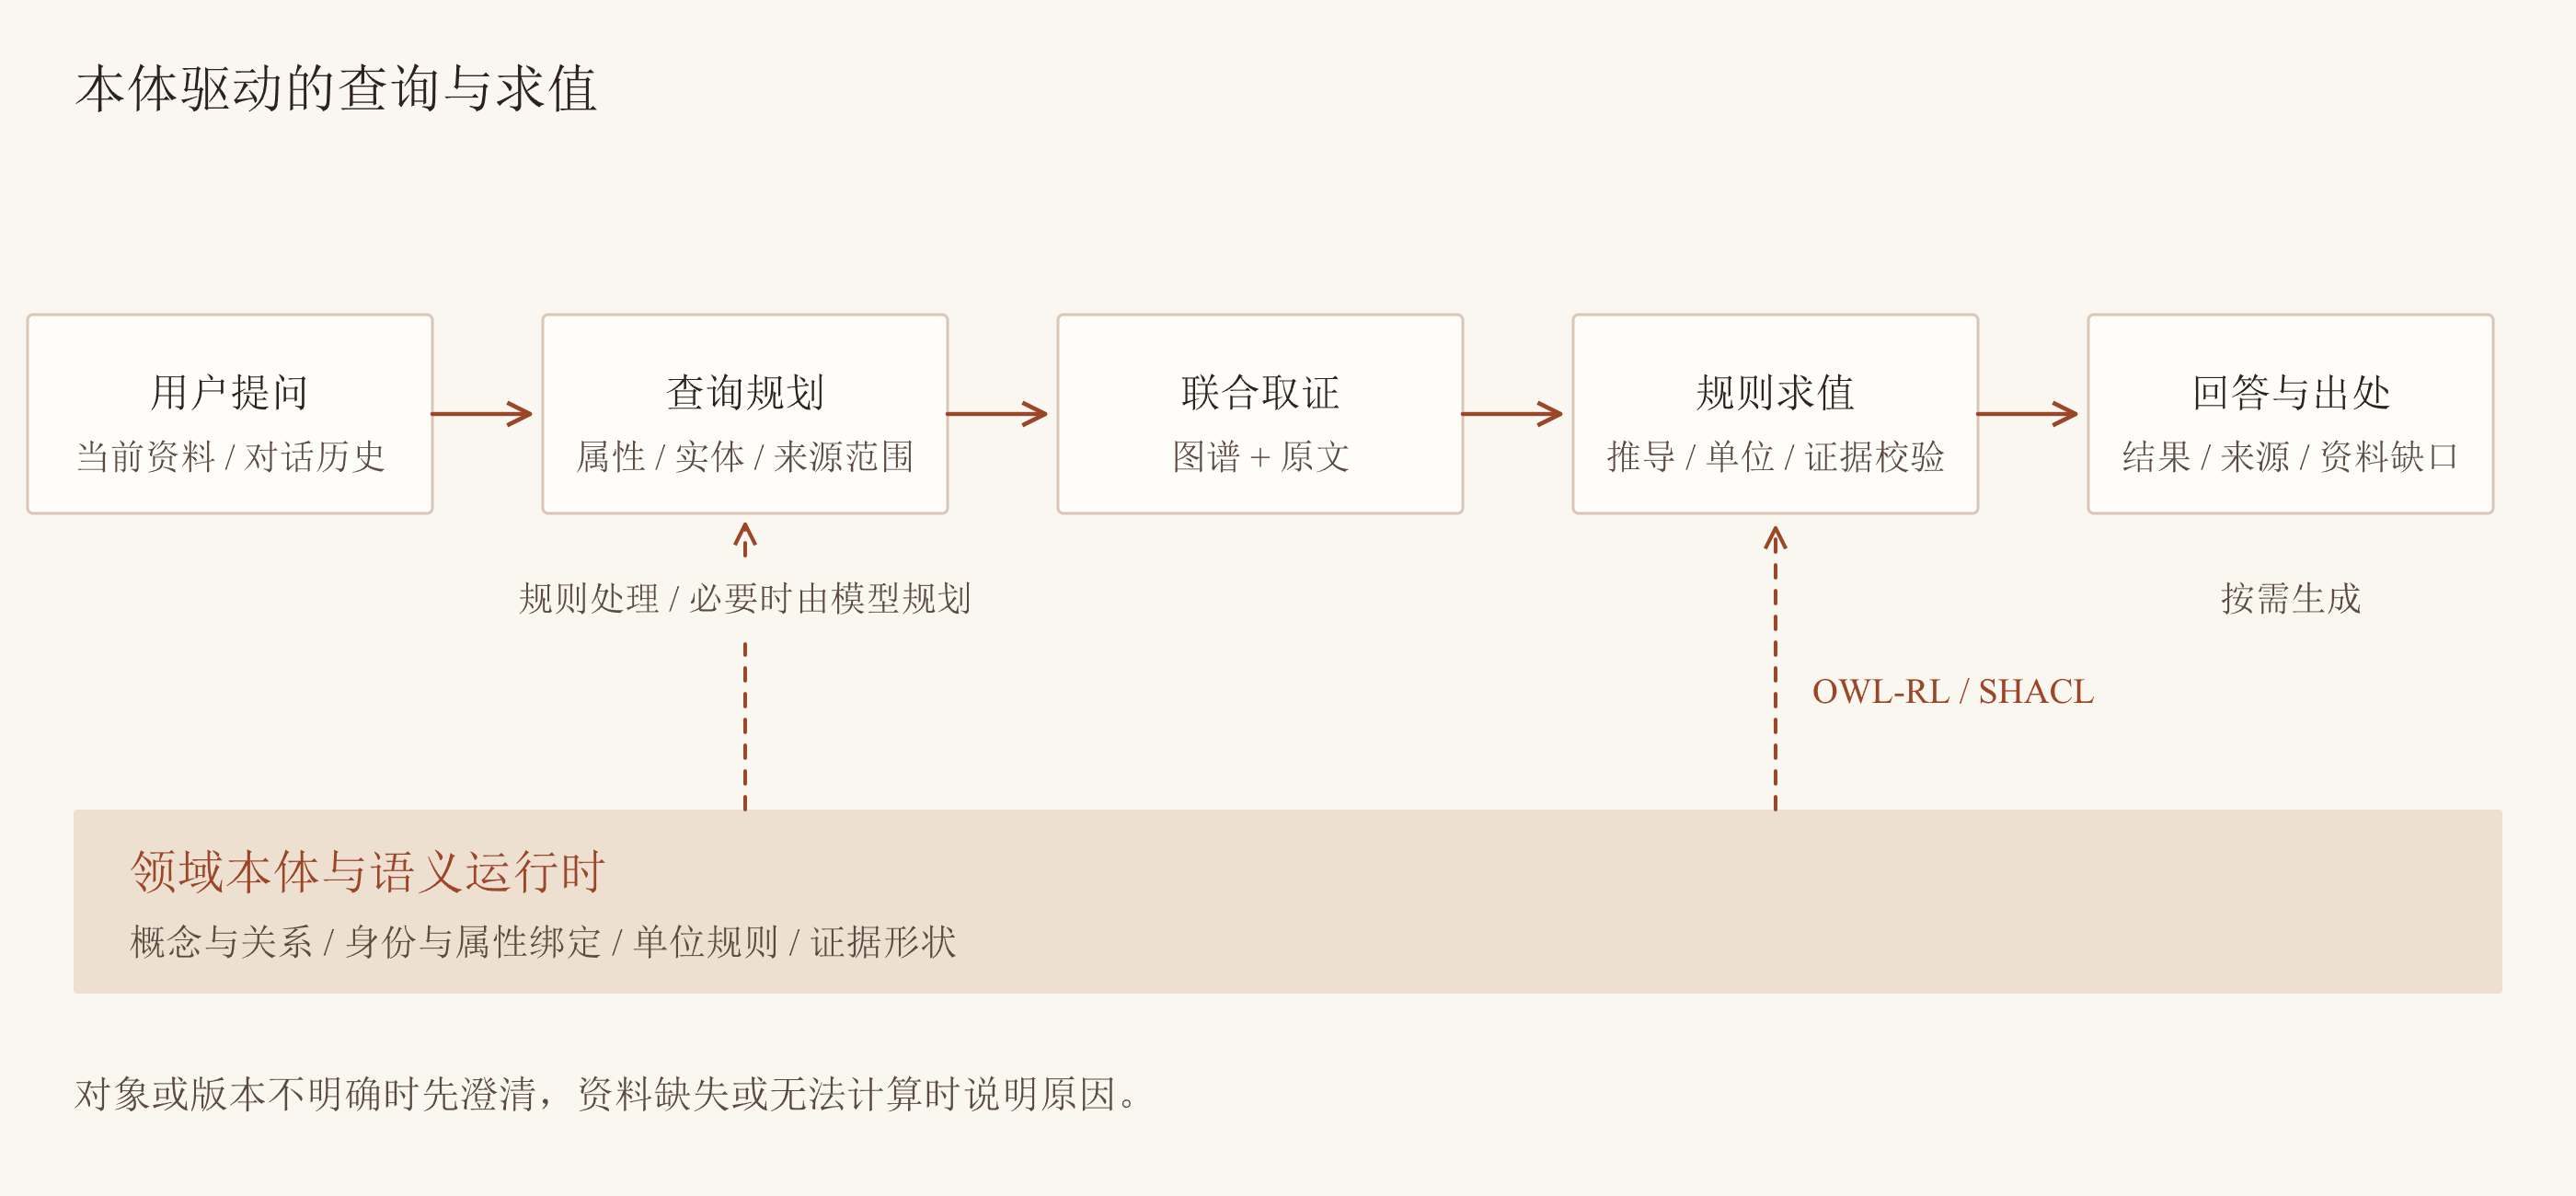 本体驱动的查询与求值
用户提问
当前资料 / 对话历史
查询规划
属性 / 实体 / 来源范围
联合取证
图谱 + 原文
规则求值
推导 / 单位 / 证据校验
回答与出处
结果 / 来源 / 资料缺口
规则处理 / 必要时由模型规划
按需生成
OWL-RL / SHACL
领域本体与语义运行时
概念与关系 / 身份与属性绑定 / 单位规则 / 证据形状
对象或版本不明确时先澄清，资料缺失或无法计算时说明原因。